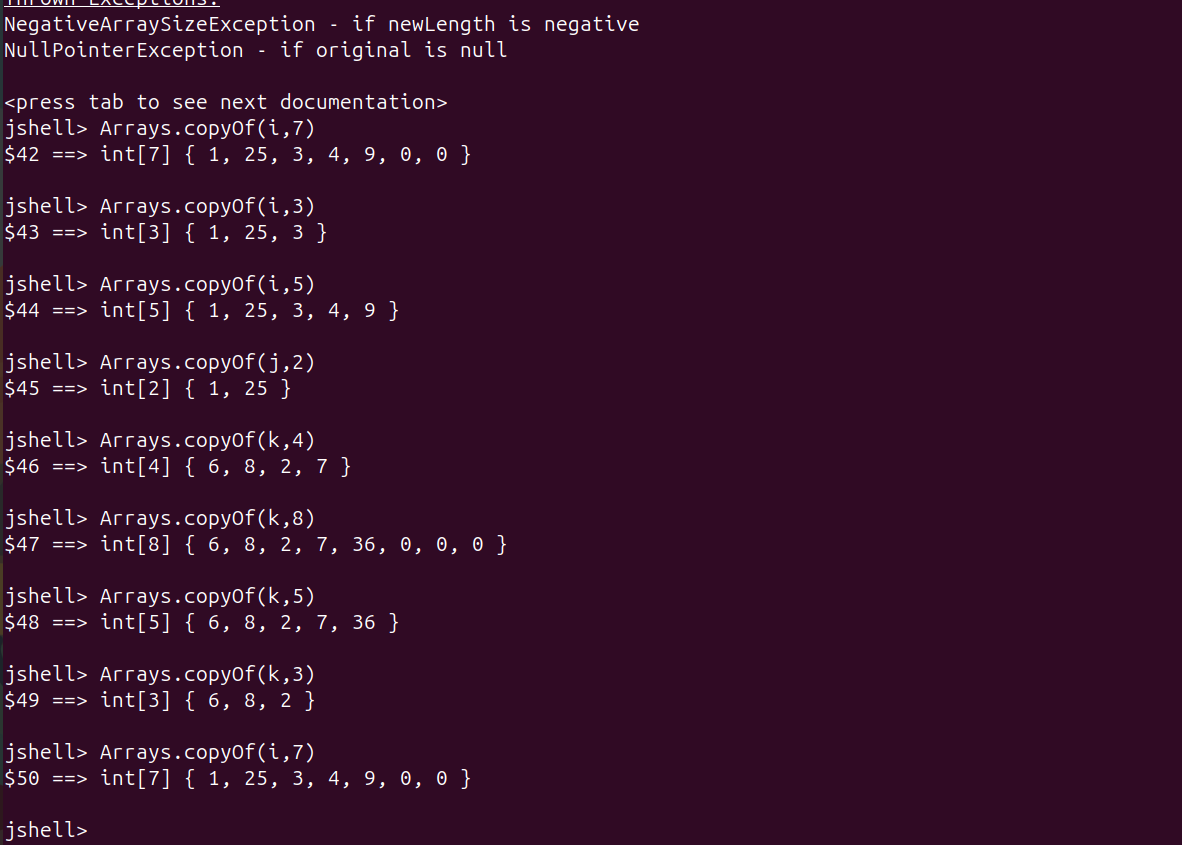 Thrown Exceptions:
NegativeArraySizeException - if newLength is negative
NullPointerException - if original is null
<press tab to see next documentation>
jshell> Arrays.copyOf(i,7)
$42 ==> int[7] { 1, 25, 3, 4, 9, 0, 0 }
jshell> Arrays.copyOf(i,3)
$43 ==> int[3] { 1, 25, 3 }
jshell> Arrays.copyOf(i,5)
$44 ==> int[5] { 1, 25, 3, 4, 9 }
jshell> Arrays.copyOf(j,2)
$45 ==> int[2] { 1, 25 }
jshell> Arrays.copyOf(k,4)
$46 ==> int[4] { 6, 8, 2, 7 }
jshell> Arrays.copyOf(k,8)
$47 ==> int[8] { 6, 8, 2, 7, 36, 0, 0, 0 }
jshell> Arrays.copyOf(k,5)
$48 ==> int[5] { 6, 8, 2, 7, 36 }
jshell> Arrays.copyOf(k,3)
$49 ==> int[3] { 6, 8, 2 }
jshell> Arrays.copyOf(i,7)
$50 ==> int[7] { 1, 25, 3, 4, 9, 0, 0 }
jshell>